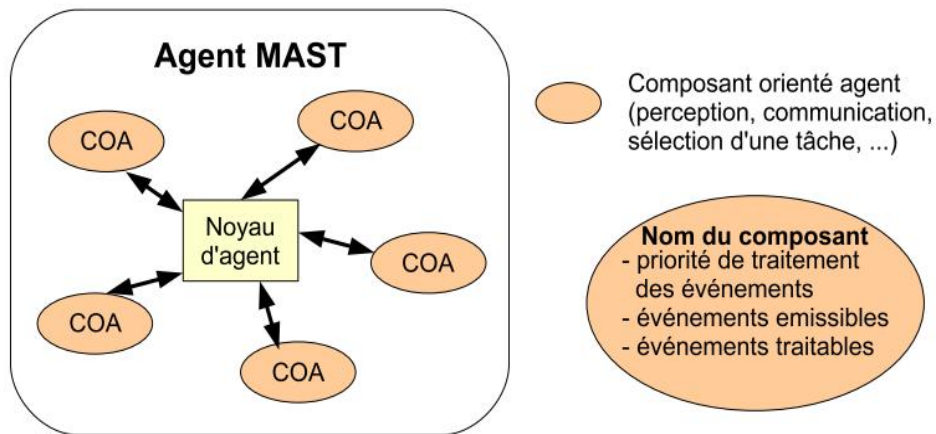 Agent MAST
COA
COA
Noyau
d'agent
COA
COA
COA
Composant orienté agent
(perception, communication,
sélection d'une tâche, ...)
Nom du composant
- priorité de traitement
des événements
- événements emissibles
- événements traitables